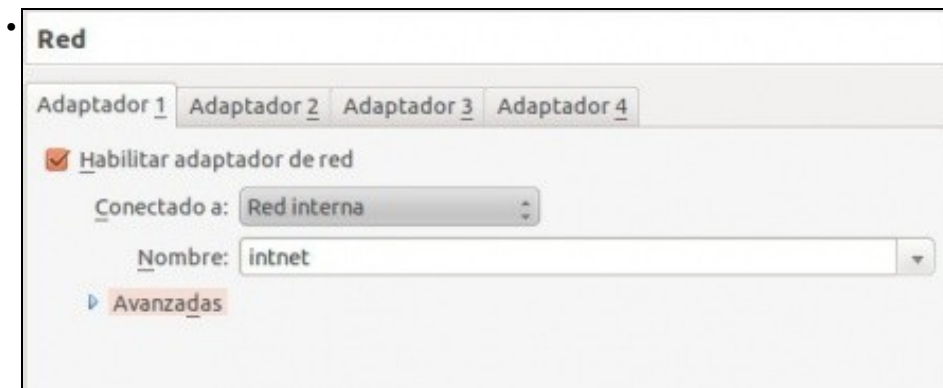 Red
Adaptador 1 Adaptador 2 Adaptador 3 Adaptador 4
Habilitar adaptador de red
Conectado a: Red interna
Nombre: intnet
Avanzadas